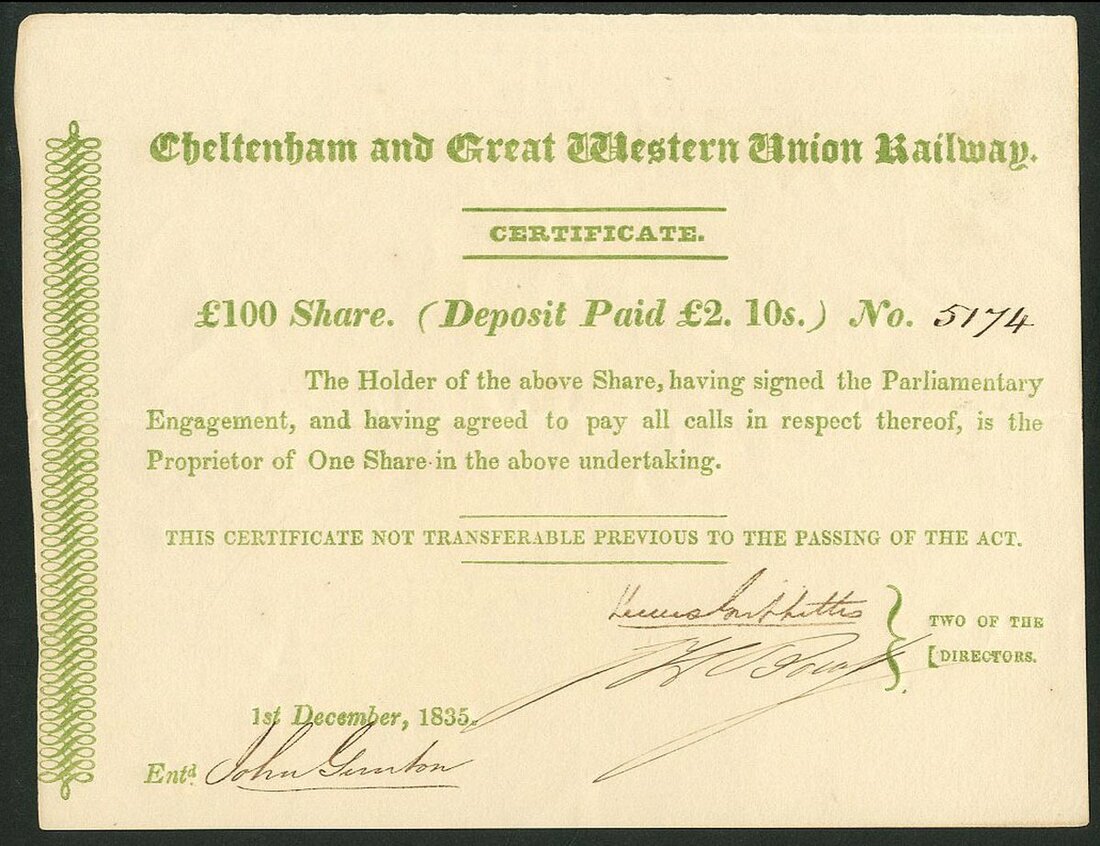 Cheltenham and Great Western Union Railway.
CERTIFICATE.
£100 Share. (Deposit Paid £2. 10s.) No. 5174
The Holder of the above Share, having signed the Parliamentary
Engagement, and having agreed to pay all calls in respect thereof, is the
Proprietor of One Share in the above undertaking.
THIS CERTIFICATE NOT TRANSFERABLE PREVIOUS TO THE PASSING OF THE ACT.
TWO OF THE
[DIRECTORS.
1st December, 1835.
Entd. John Gunton